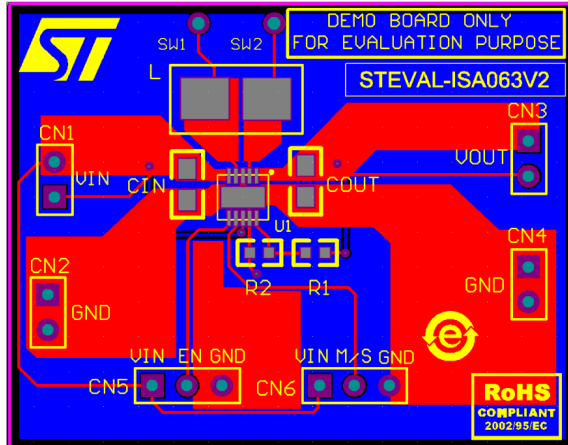 ST
DEMO BOARD ONLY
FOR EVALUATION PURPOSE
SW1 SW2
STEVAL-ISA063V2
L
CN1
CN3
VIN
CIN
COUT
VOUT
U1
CN2
GND
R2 R1
CN4
GND
VIN EN GND
VIN M/S GND
CN5
CN6
e
RoHS
COMPLIANT
2002/95/EC